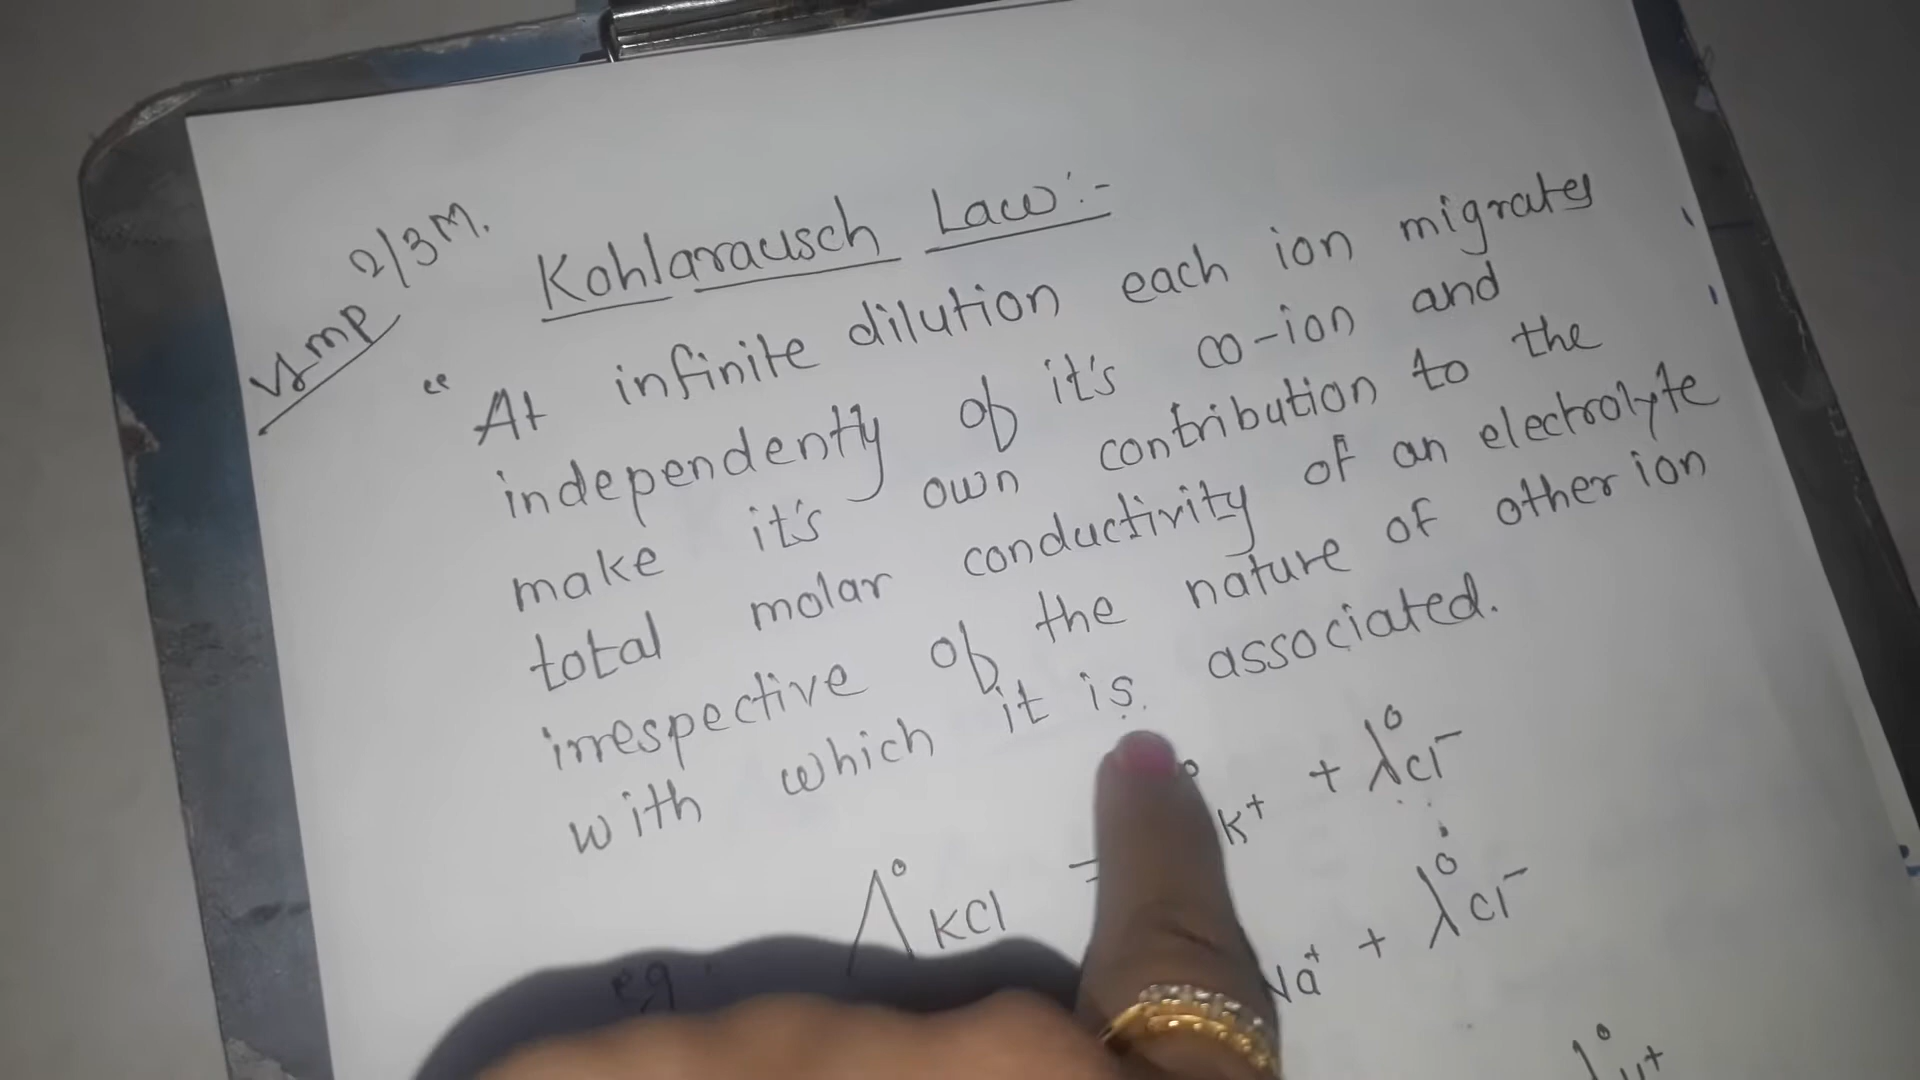 Imp 2/3M.
Kohlarausch Law:-
"At infinite dilution each ion migrates
independently of it's co-ion and
make it's own contribution to the
total molar conductivity of an electrolyte
irrespective of the nature of other ion
with which it is associated.
eg. Λ° KCl = K⁺ + λ° Cl⁻
Na⁺ + λ° Cl⁻